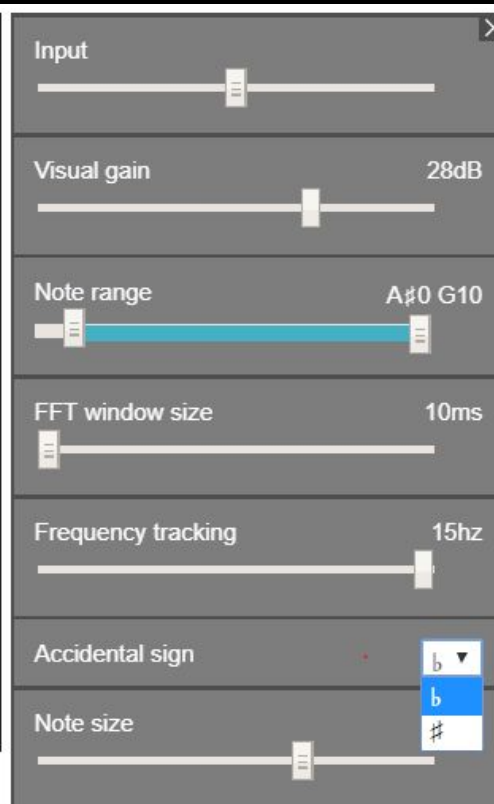 Input
Visual gain 28dB
Note range A♯0 G10
FFT window size 10ms
Frequency tracking 15hz
Accidental sign ♭ ▼
♭
♯
Note size